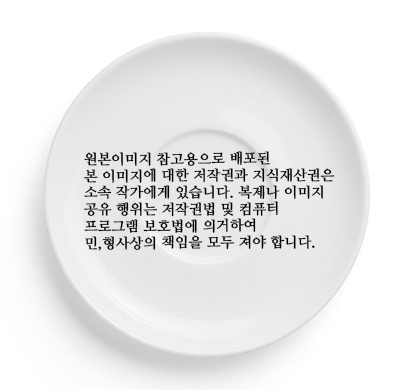 원본이미지 참고용으로 배포된
본 이미지에 대한 저작권과 지식재산권은
소속 작가에게 있습니다. 복제나 이미지
공유 행위는 저작권법 및 컴퓨터
프로그램 보호법에 의거하여
민,형사상의 책임을 모두 져야 합니다.